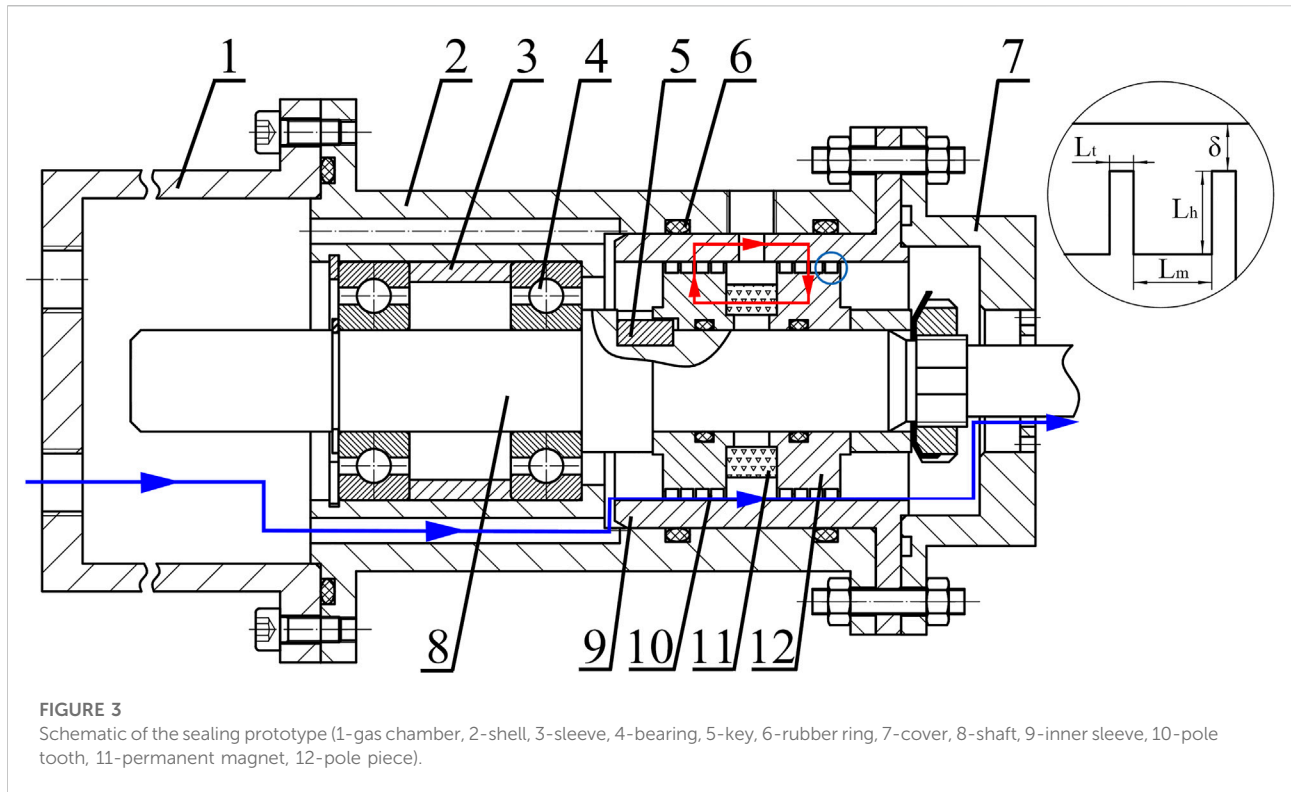 1
2
3
4
5
6
7
Lt
δ
Lh
Lm
8
9
10
11
12
FIGURE 3
Schematic of the sealing prototype (1-gas chamber, 2-shell, 3-sleeve, 4-bearing, 5-key, 6-rubber ring, 7-cover, 8-shaft, 9-inner sleeve, 10-pole
tooth, 11-permanent magnet, 12-pole piece).